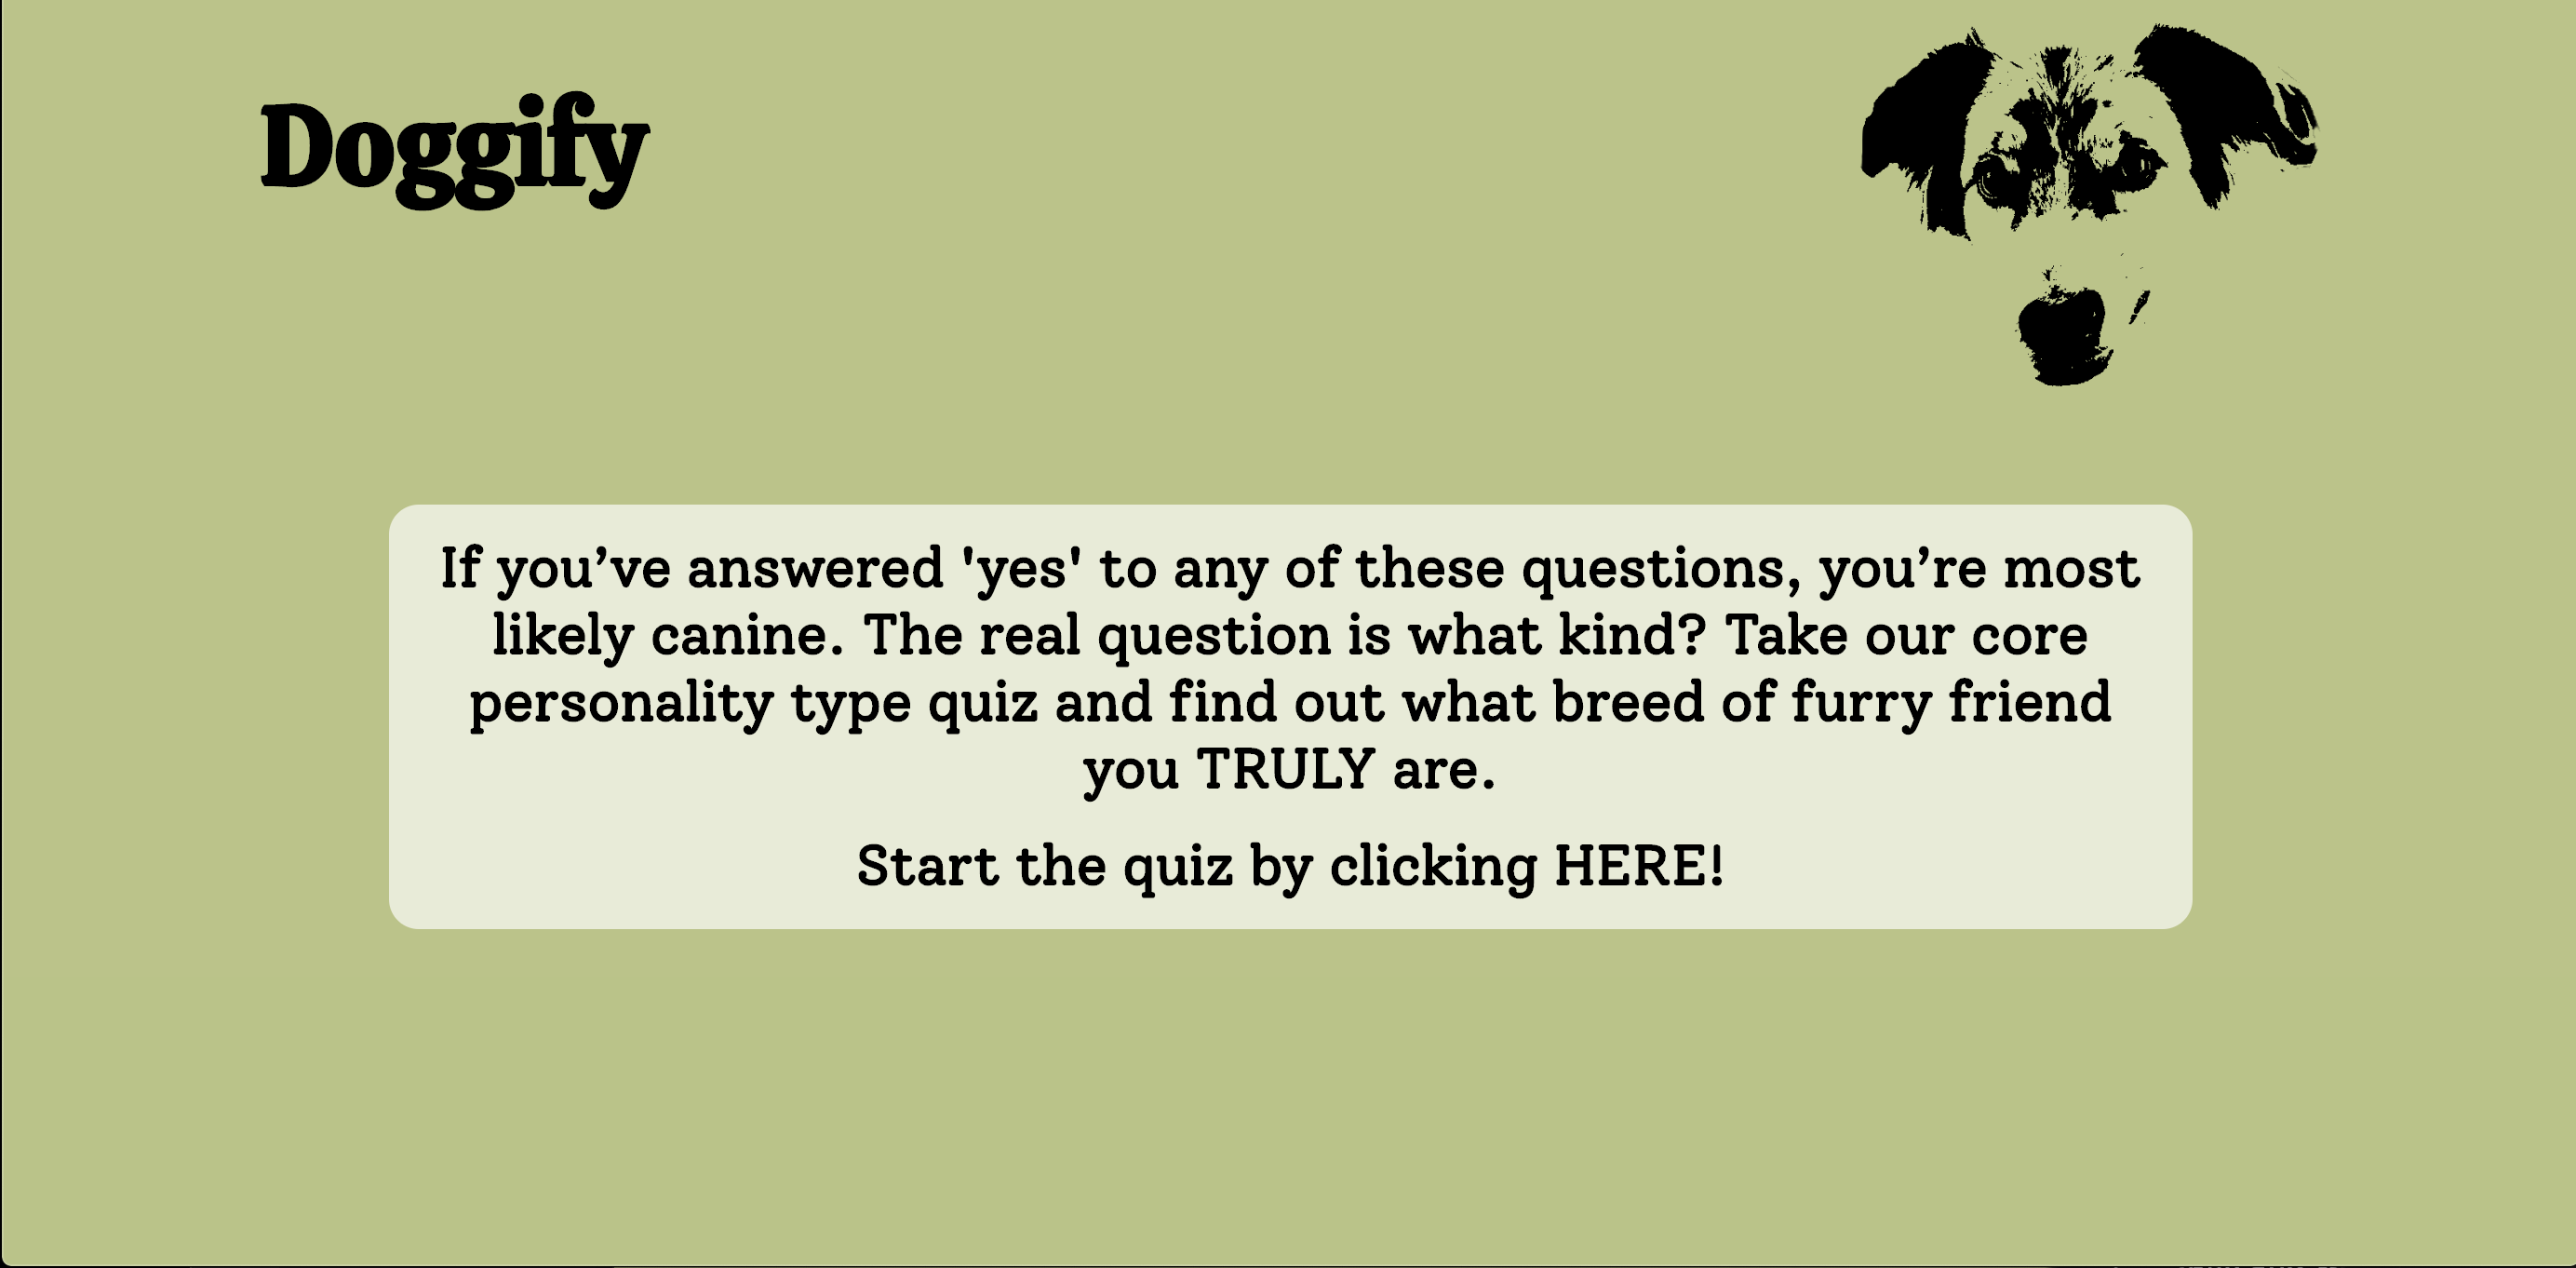 Doggify
If you’ve answered 'yes' to any of these questions, you’re most
likely canine. The real question is what kind? Take our core
personality type quiz and find out what breed of furry friend
you TRULY are.
Start the quiz by clicking HERE!